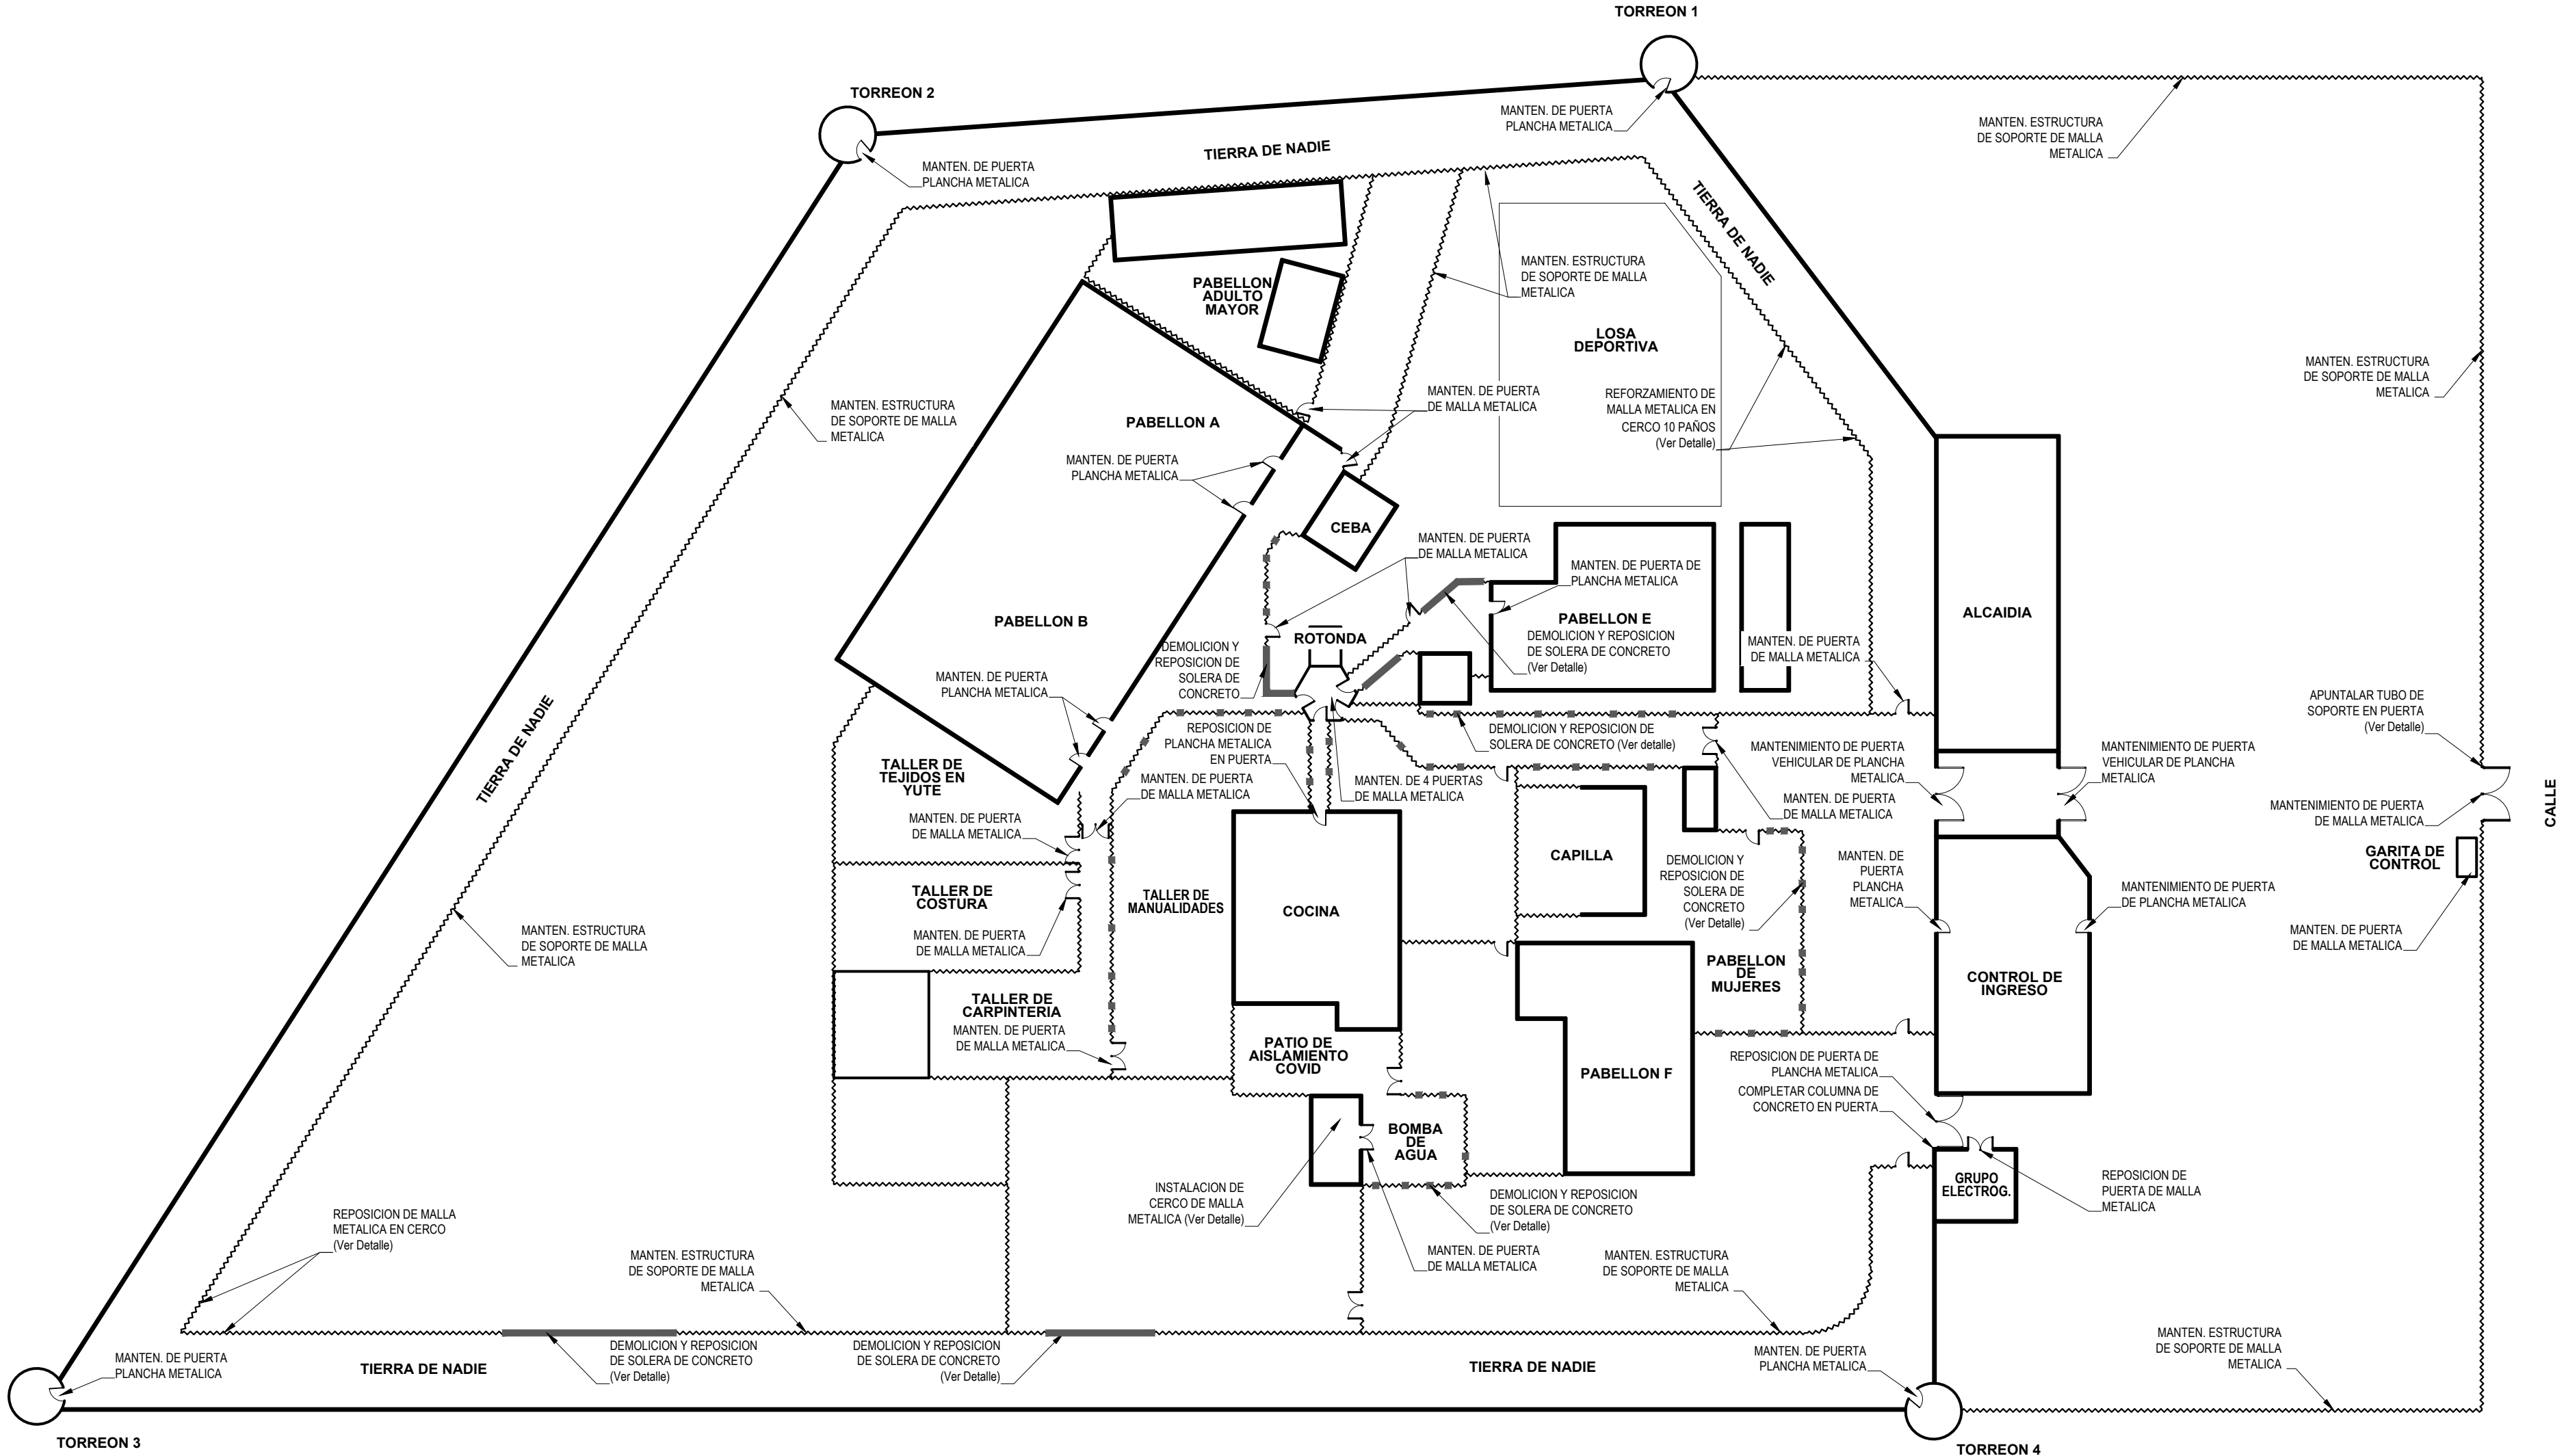 TORREON 1
TORREON 2
MANTEN. DE PUERTA
PLANCHA METALICA
TIERRA DE NADIE
MANTEN. DE PUERTA
PLANCHA METALICA
MANTEN. ESTRUCTURA
DE SOPORTE DE MALLA
METALICA
TIERRA DE NADIE
PABELLON
ADULTO
MAYOR
MANTEN. ESTRUCTURA
DE SOPORTE DE MALLA
METALICA
LOSA
DEPORTIVA
MANTEN. ESTRUCTURA
DE SOPORTE DE MALLA
METALICA
MANTEN. ESTRUCTURA
DE SOPORTE DE MALLA
METALICA
PABELLON A
MANTEN. DE PUERTA
DE MALLA METALICA
REFORZAMIENTO DE
MALLA METALICA EN
CERCO 10 PAÑOS
(Ver Detalle)
MANTEN. DE PUERTA
PLANCHA METALICA
CEBA
MANTEN. DE PUERTA
DE MALLA METALICA
MANTEN. DE PUERTA DE
PLANCHA METALICA
PABELLON B
ROTONDA
PABELLON E
DEMOLICION Y REPOSICION
DE SOLERA DE CONCRETO
(Ver Detalle)
ALCAIDIA
MANTEN. DE PUERTA
DE MALLA METALICA
DEMOLICION Y
REPOSICION DE
SOLERA DE
CONCRETO
MANTEN. DE PUERTA
PLANCHA METALICA
TIERRA DE NADIE
APUNTALAR TUBO DE
SOPORTE EN PUERTA
(Ver Detalle)
REPOSICION DE
PLANCHA METALICA
EN PUERTA
DEMOLICION Y REPOSICION DE
SOLERA DE CONCRETO (Ver detalle)
MANTENIMIENTO DE PUERTA
VEHICULAR DE PLANCHA
METALICA
MANTENIMIENTO DE PUERTA
VEHICULAR DE PLANCHA
METALICA
TALLER DE
TEJIDOS EN
YUTE
MANTEN. DE PUERTA
DE MALLA METALICA
MANTEN. DE 4 PUERTAS
DE MALLA METALICA
MANTEN. DE PUERTA
DE MALLA METALICA
MANTENIMIENTO DE PUERTA
DE MALLA METALICA
CALLE
MANTEN. DE PUERTA
DE MALLA METALICA
CAPILLA
DEMOLICION Y
REPOSICION DE
SOLERA DE
CONCRETO
(Ver Detalle)
MANTEN. DE
PUERTA
PLANCHA
METALICA
GARITA DE
CONTROL
TALLER DE
COSTURA
TALLER DE
MANUALIDADES
COCINA
MANTENIMIENTO DE PUERTA
DE PLANCHA METALICA
MANTEN. DE PUERTA
DE MALLA METALICA
MANTEN. ESTRUCTURA
DE SOPORTE DE MALLA
METALICA
MANTEN. DE PUERTA
DE MALLA METALICA
PABELLON
DE
MUJERES
CONTROL DE
INGRESO
TALLER DE
CARPINTERIA
MANTEN. DE PUERTA
DE MALLA METALICA
PATIO DE
AISLAMIENTO
COVID
PABELLON F
REPOSICION DE PUERTA DE
PLANCHA METALICA
COMPLETAR COLUMNA DE
CONCRETO EN PUERTA
BOMBA
DE
AGUA
GRUPO
ELECTROG.
REPOSICION DE
PUERTA DE MALLA
METALICA
INSTALACION DE
CERCO DE MALLA
METALICA (Ver Detalle)
DEMOLICION Y REPOSICION
DE SOLERA DE CONCRETO
(Ver Detalle)
REPOSICION DE MALLA
METALICA EN CERCO
(Ver Detalle)
MANTEN. ESTRUCTURA
DE SOPORTE DE MALLA
METALICA
MANTEN. DE PUERTA
DE MALLA METALICA
MANTEN. ESTRUCTURA
DE SOPORTE DE MALLA
METALICA
MANTEN. DE PUERTA
PLANCHA METALICA
TIERRA DE NADIE
DEMOLICION Y REPOSICION
DE SOLERA DE CONCRETO
(Ver Detalle)
DEMOLICION Y REPOSICION
DE SOLERA DE CONCRETO
(Ver Detalle)
TIERRA DE NADIE
MANTEN. DE PUERTA
PLANCHA METALICA
MANTEN. ESTRUCTURA
DE SOPORTE DE MALLA
METALICA
TORREON 3
TORREON 4